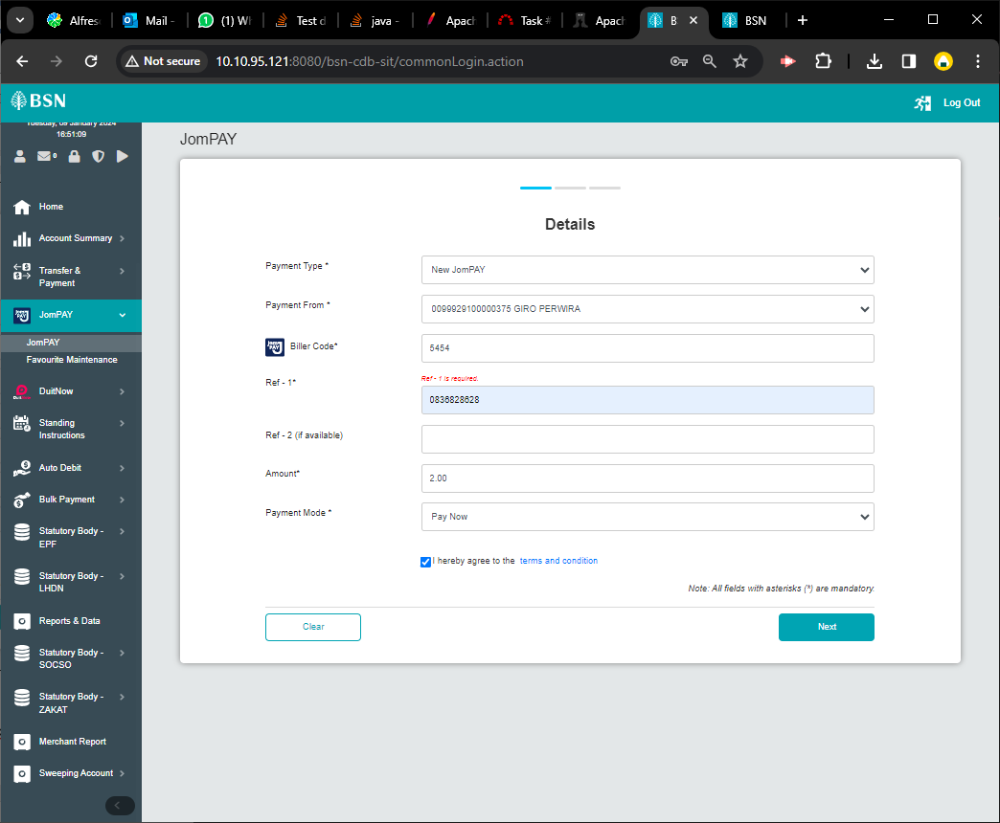 Alfres
Mail -
(1) Wh
Test d
java -
Apach
Task #
Apach
B
BSN
Not secure
10.10.95.121:8080/bsn-cdb-sit/commonLogin.action
BSN
Log Out
Tuesday, 09 January 2024
16:51:09
0
Home
Account Summary
Transfer &
Payment
JomPAY
JomPAY
Favourite Maintenance
DuitNow
Standing
Instructions
Auto Debit
Bulk Payment
Statutory Body -
EPF
Statutory Body -
LHDN
Reports & Data
Statutory Body -
SOCSO
Statutory Body -
ZAKAT
Merchant Report
Sweeping Account
JomPAY
Details
Payment Type *
New JomPAY
Payment From *
0099929100000375 GIRO PERWIRA
Biller Code*
5454
Ref - 1*
Ref - 1 is required.
0836828628
Ref - 2 (if available)
Amount*
2.00
Payment Mode *
Pay Now
I hereby agree to the terms and condition
Note: All fields with asterisks (*) are mandatory.
Clear
Next